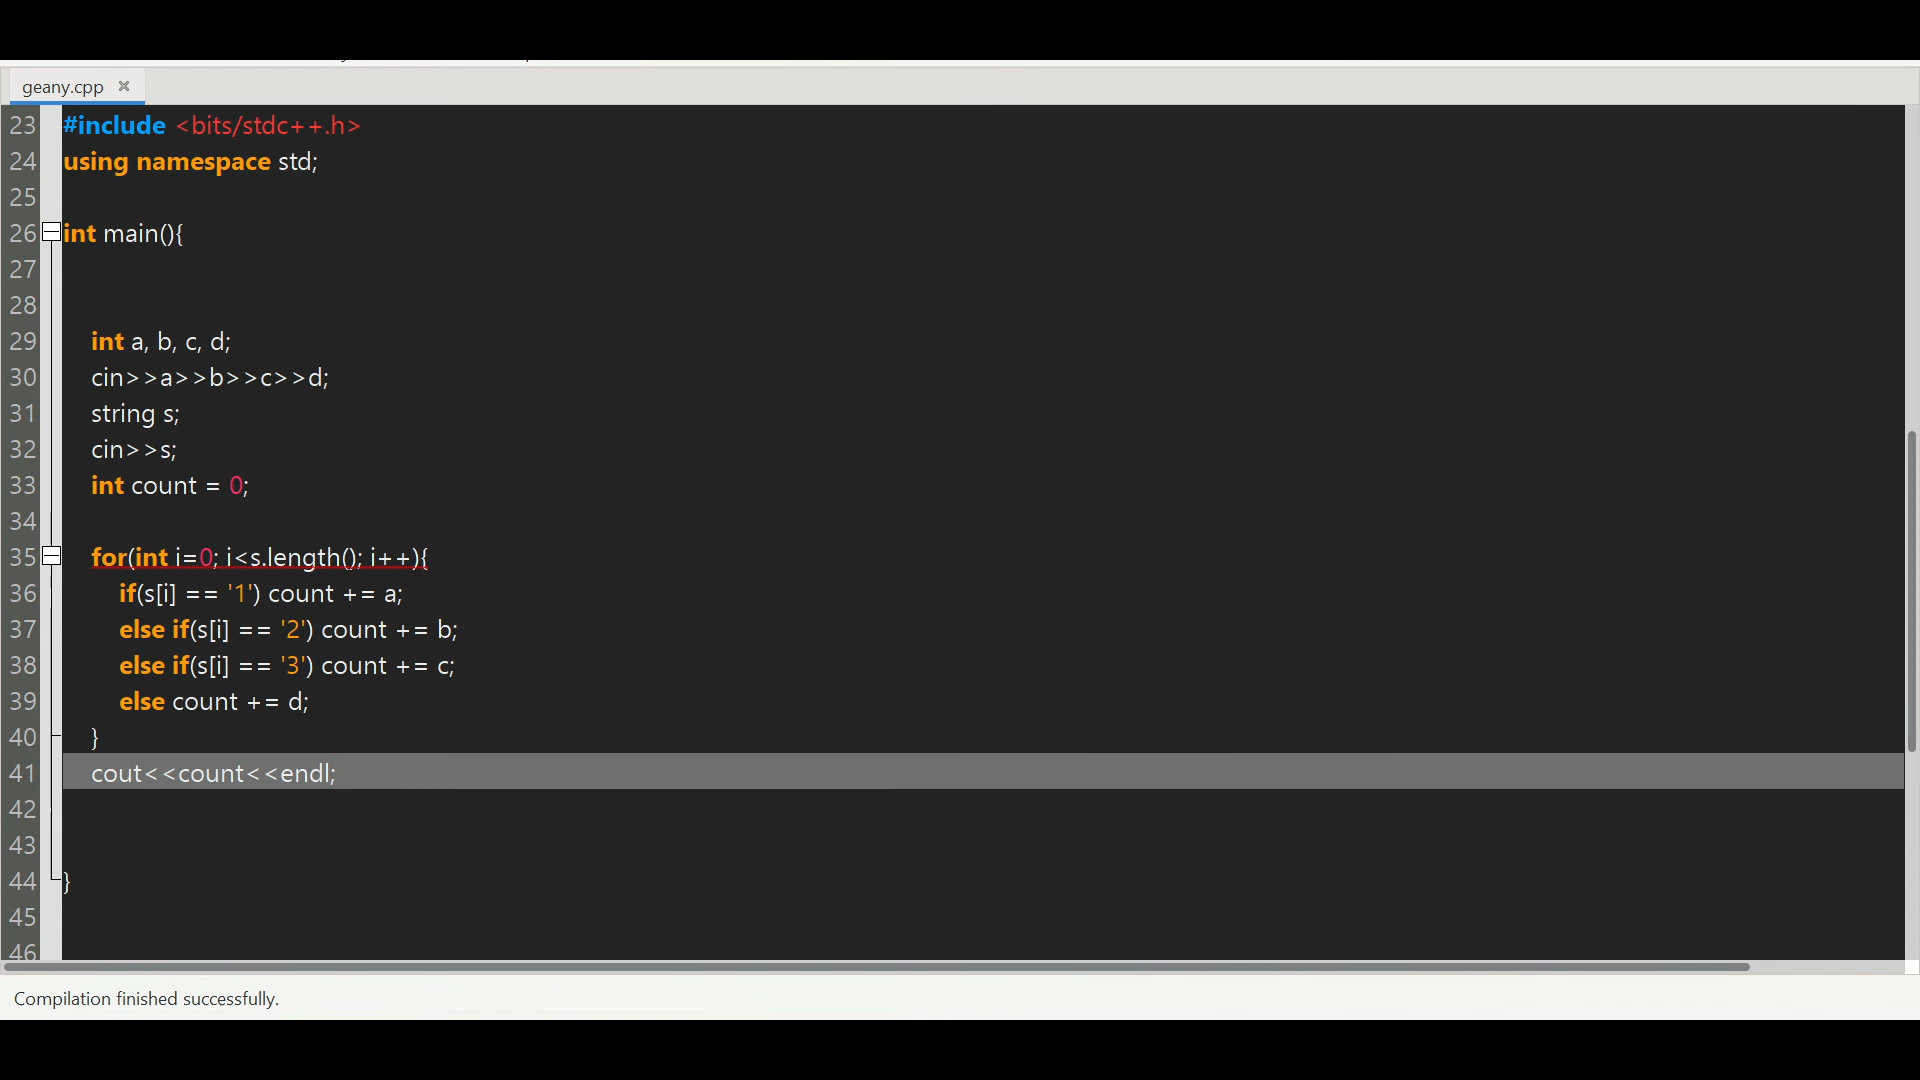 geany.cpp
23 #include <bits/stdc++.h>
24 using namespace std;
25
26 int main(){
27
28
29 int a, b, c, d;
30 cin>>a>>b>>c>>d;
31 string s;
32 cin>>s;
33 int count = 0;
34
35 for(int i=0; i<s.length(); i++){
36 if(s[i] == '1') count += a;
37 else if(s[i] == '2') count += b;
38 else if(s[i] == '3') count += c;
39 else count += d;
40 }
41 cout<<count<<endl;
42
43
44 }
45
46
Compilation finished successfully.